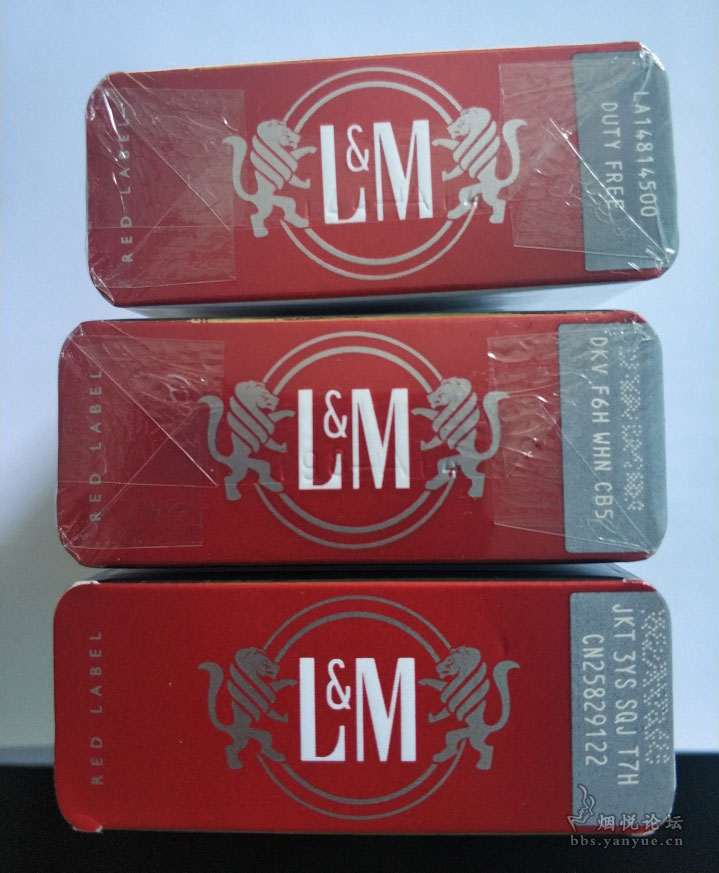 RED LABEL
L&M
LA14814500
DUTY FREE
RED LABEL
L&M
DKV F6H WHN CB5
RED LABEL
L&M
JKT 3YS SQJ T7H
CN25829122
烟悦论坛
bbs.yanyue.cn